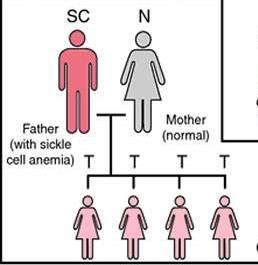 SC N
Father
(with sickle
cell anemia)
Mother
(normal)
T T T T